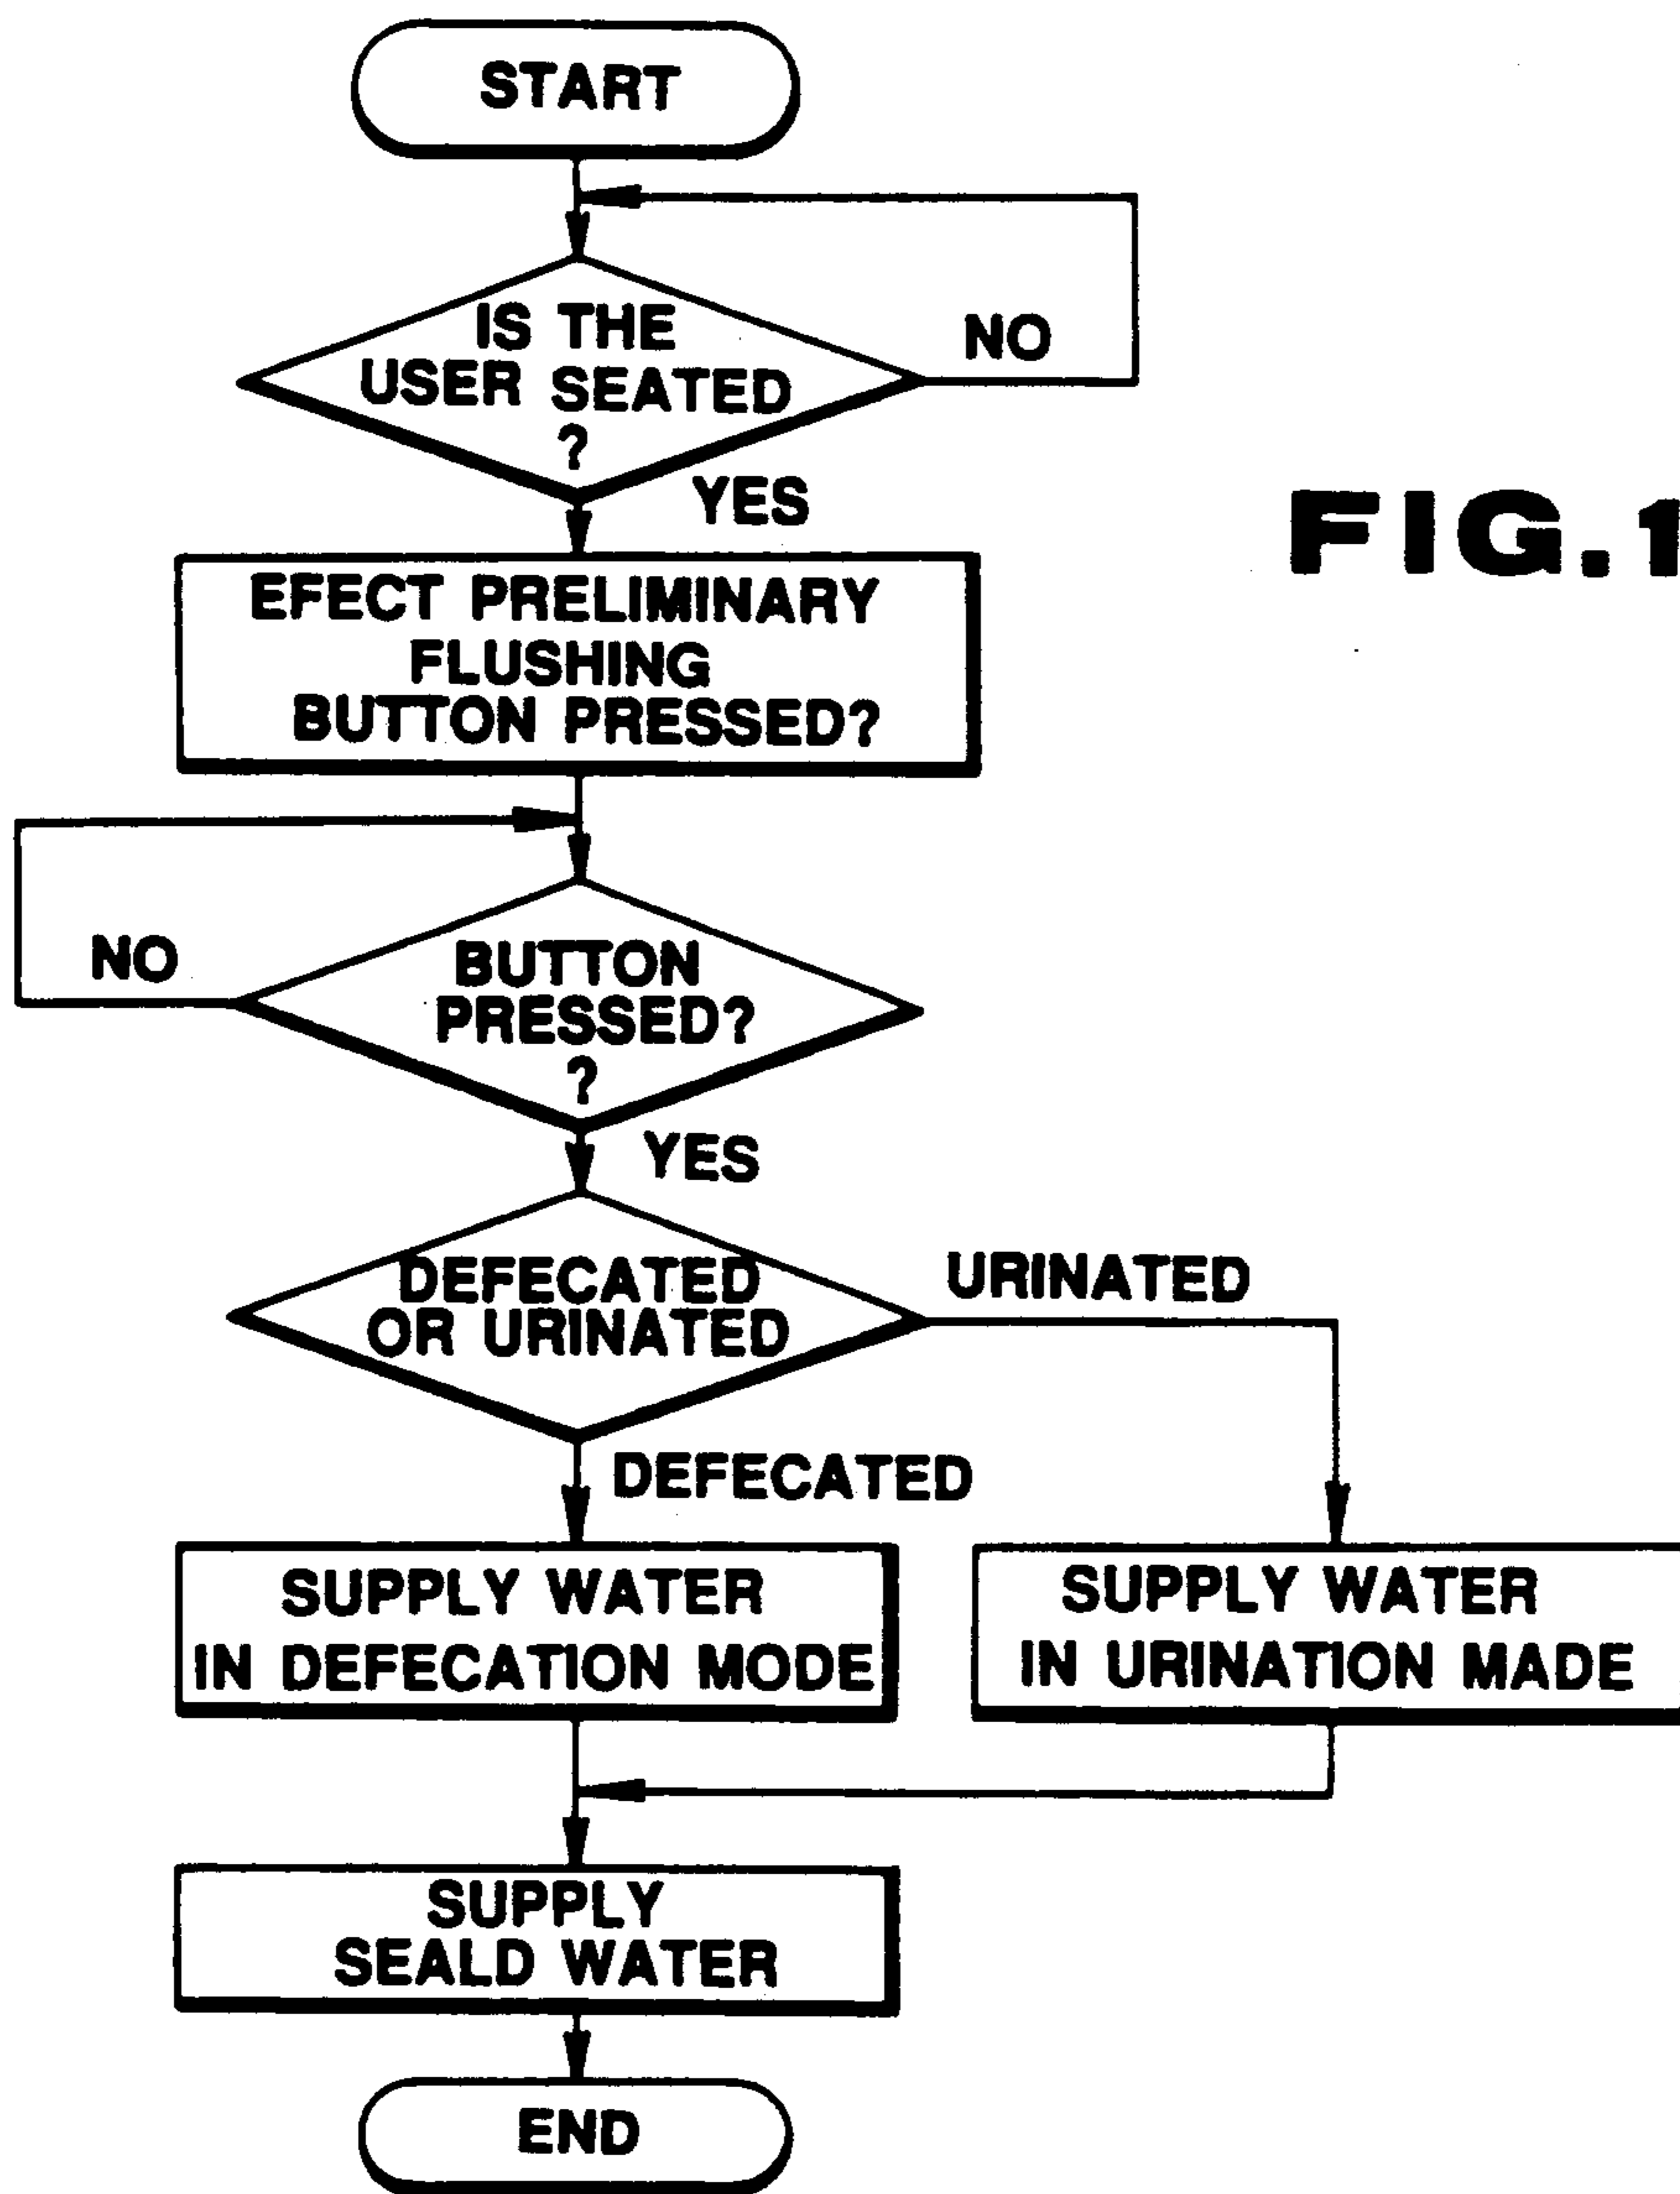 START
IS THE
USER SEATED
?
NO
YES
FIG.1
EFECT PRELIMINARY
FLUSHING
BUTTON PRESSED?
NO
BUTTON
PRESSED?
?
YES
DEFECATED
OR URINATED
URINATED
DEFECATED
SUPPLY WATER
IN DEFECATION MODE
SUPPLY WATER
IN URINATION MADE
SUPPLY
SEALD WATER
END